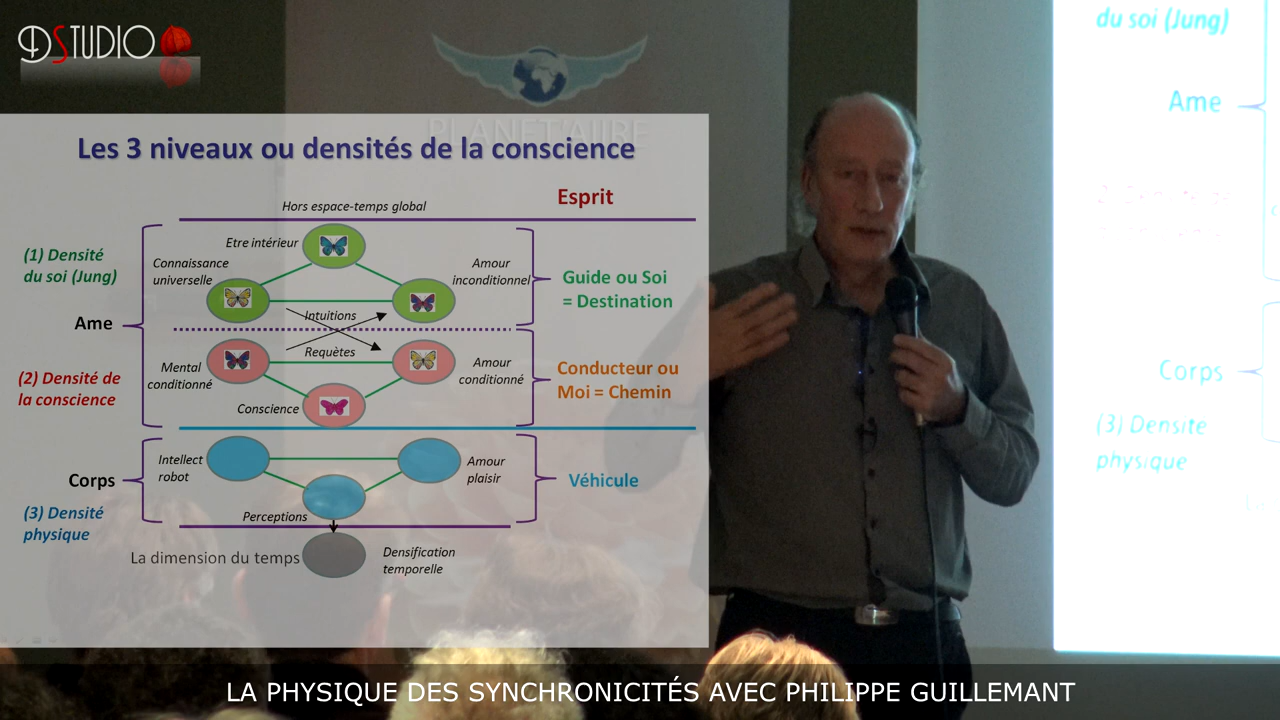 DSTUDIO
PLANET'AIRE
Les 3 niveaux ou densités de la conscience
Esprit
Hors espace-temps global
Etre intérieur
(1) Densité
du soi (Jung)
Connaissance
universelle
Amour
inconditionnel
Guide ou Soi
= Destination
Intuitions
Ame
Requêtes
(2) Densité de
la conscience
Mental
conditionné
Amour
conditionné
Conducteur ou
Moi = Chemin
Conscience
Intellect
robot
Amour
plaisir
Corps
Véhicule
(3) Densité
physique
Perceptions
La dimension du temps
Densification
temporelle
du soi (Jung)
Ame
Corps
(3) Densite
physique
LA PHYSIQUE DES SYNCHRONICITÉS AVEC PHILIPPE GUILLEMANT